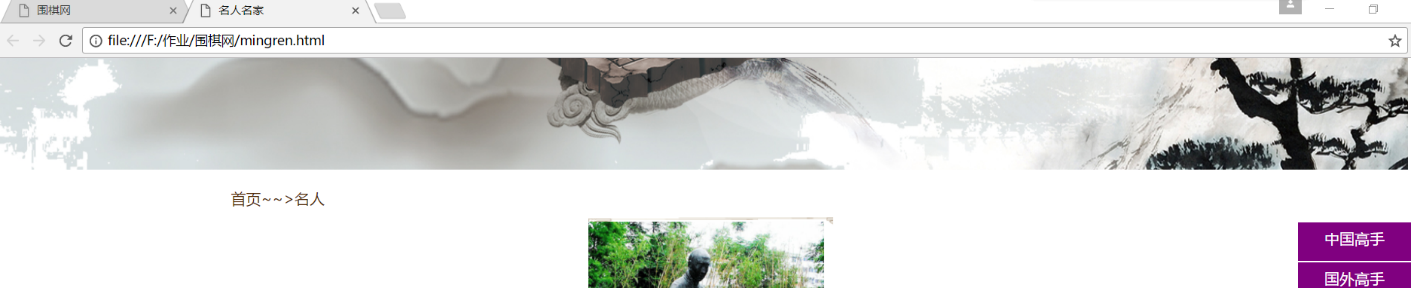 围棋网
名人名家
file:///F:/作业/围棋网/mingren.html
首页~~>名人
中国高手
国外高手